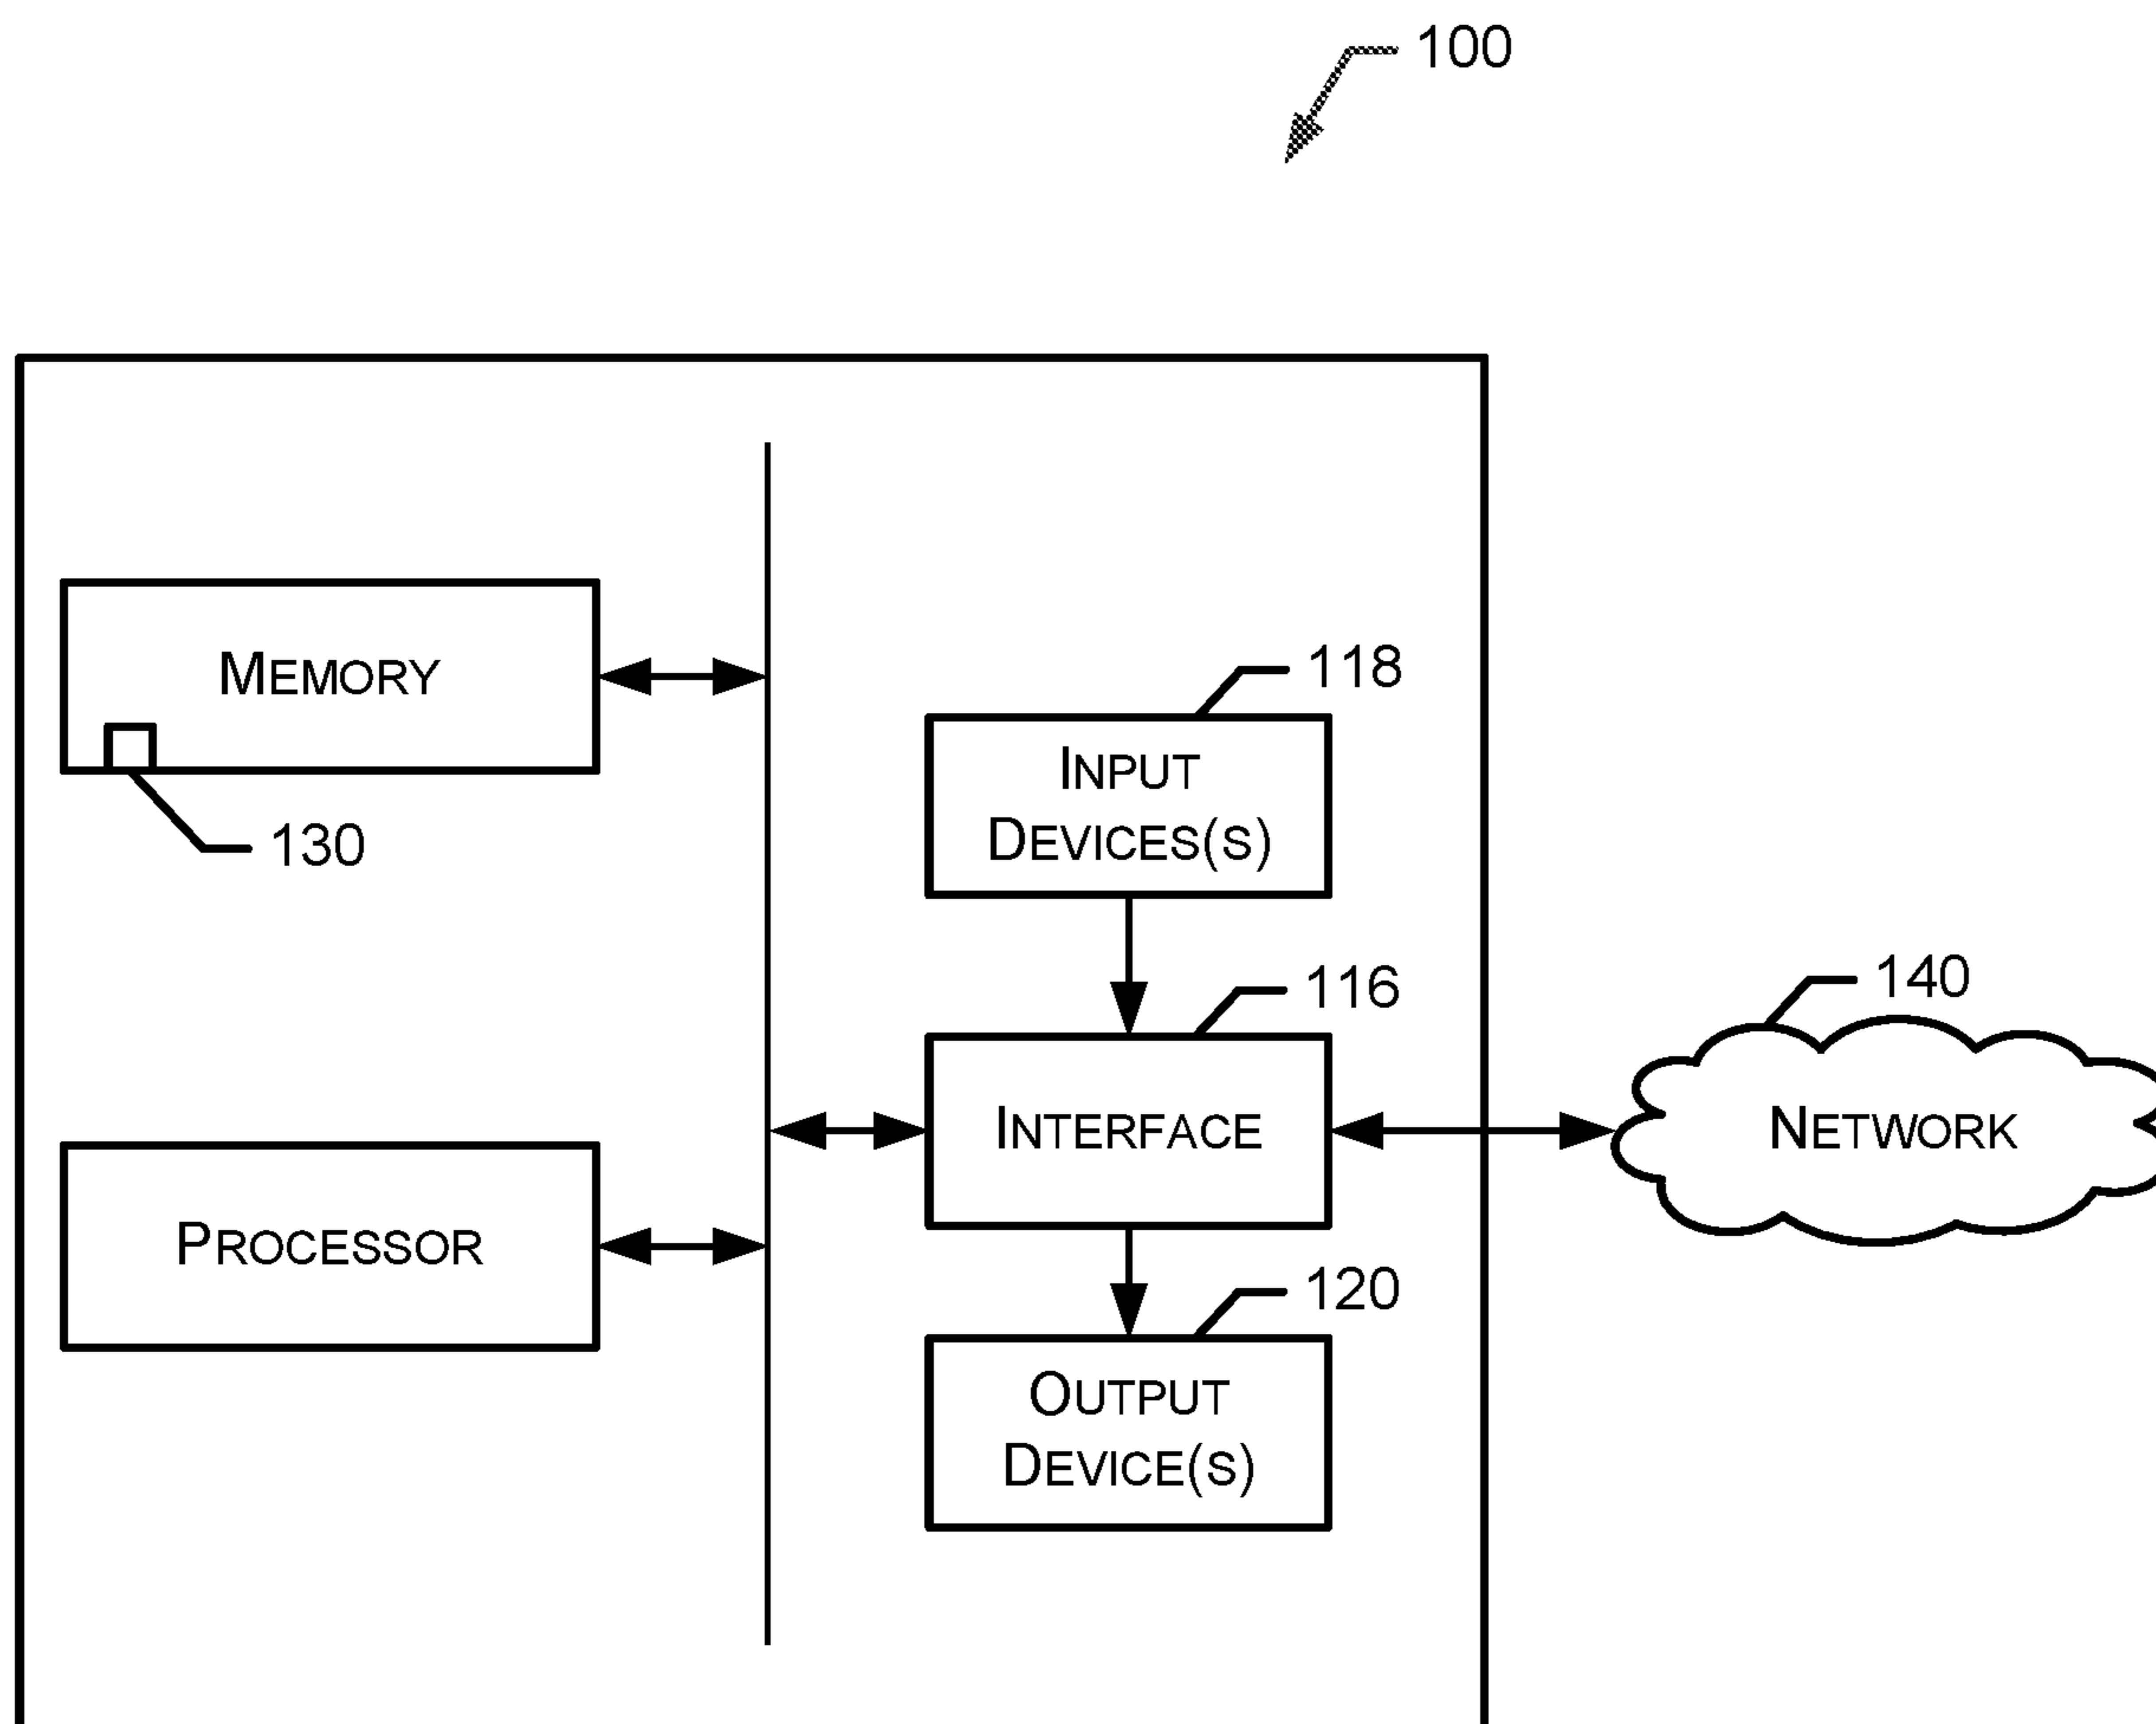 100
MEMORY
130
PROCESSOR
118
INPUT
DEVICES(S)
116
INTERFACE
120
OUTPUT
DEVICE(S)
140
NETWORK